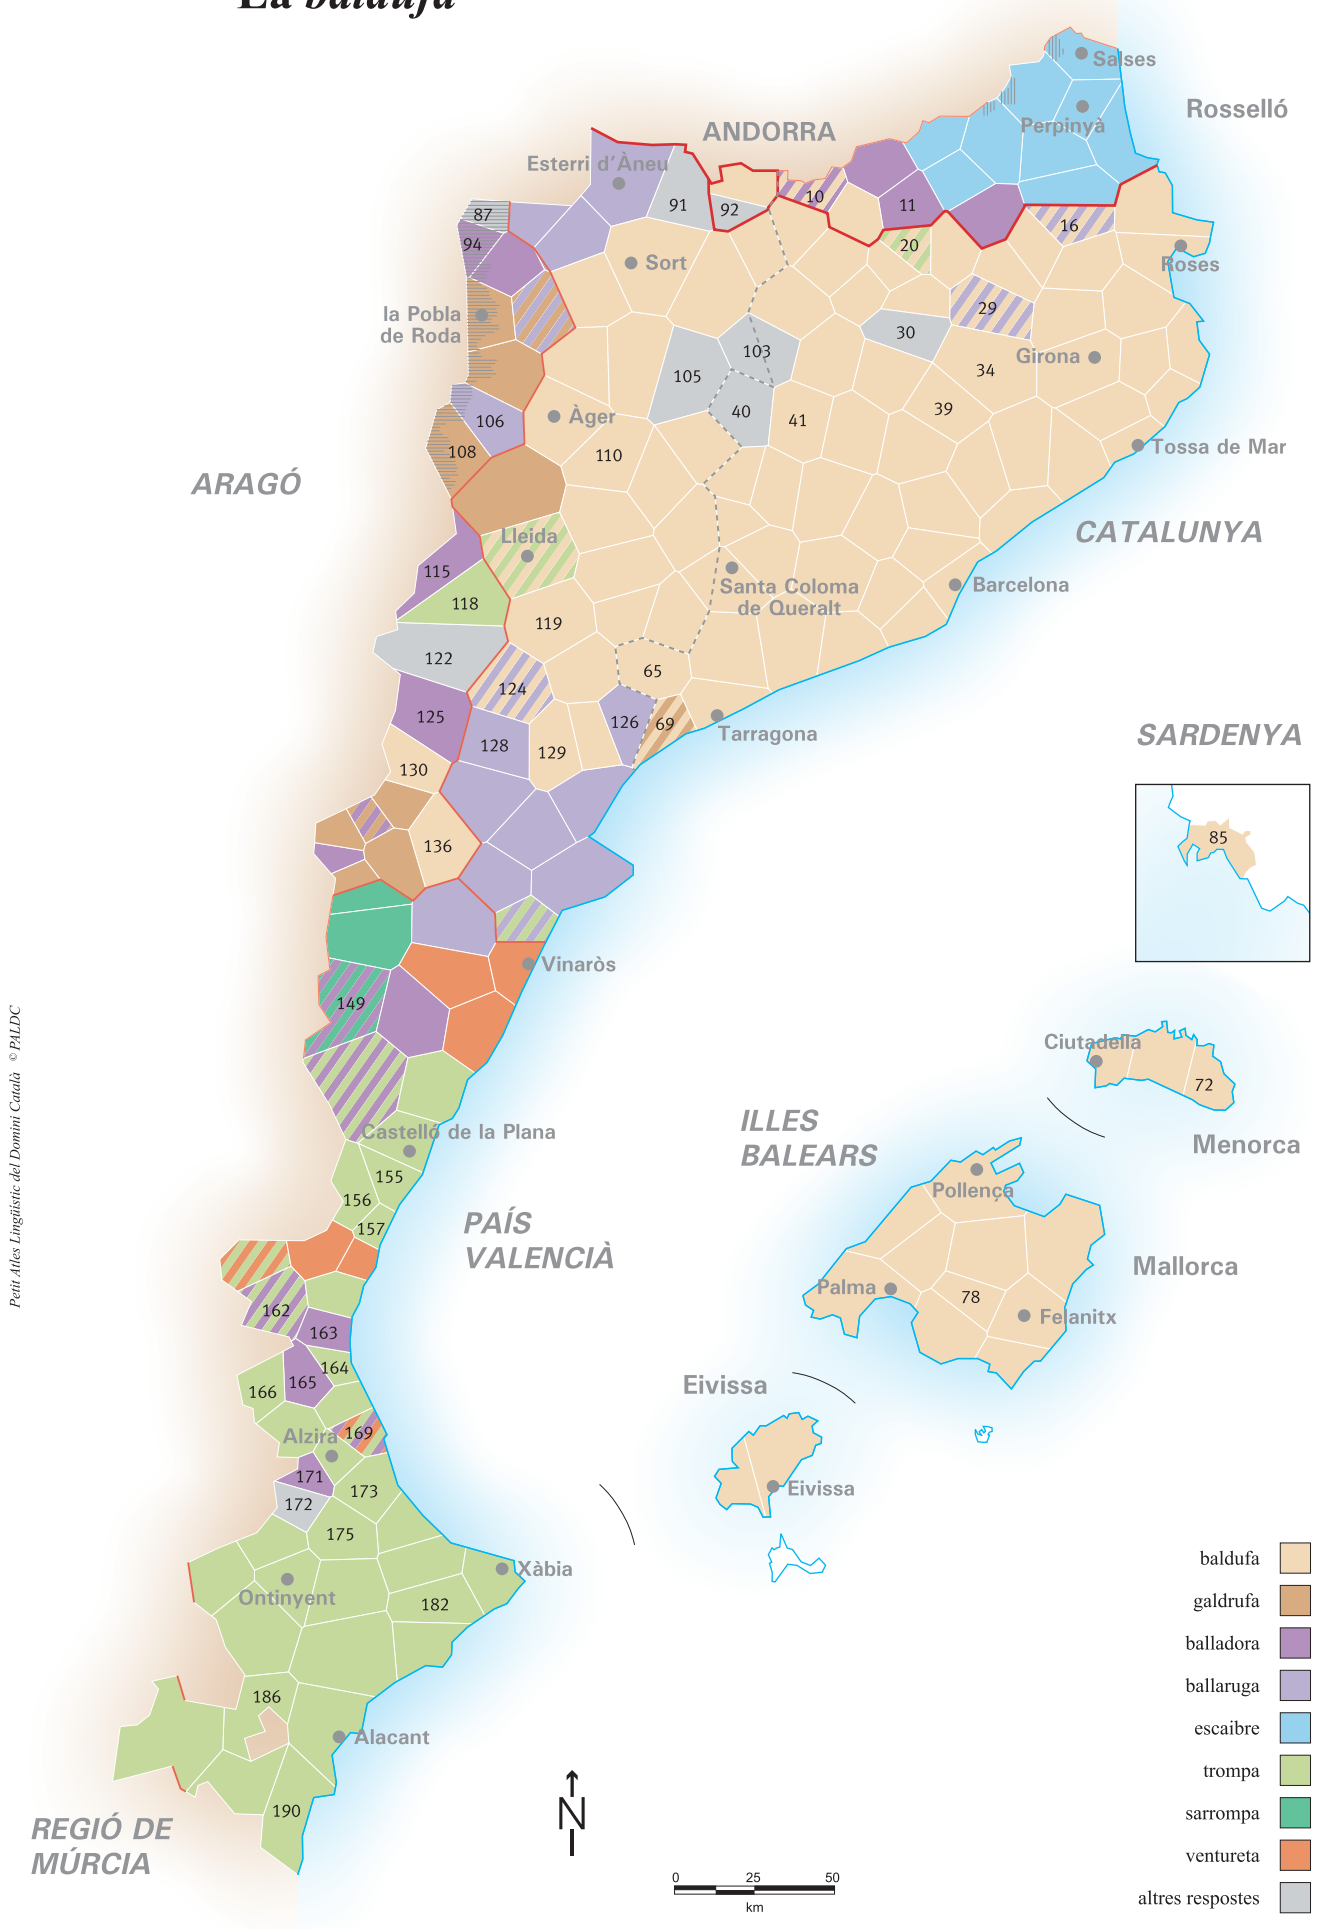 La baldufa
Salses
Rosselló
Perpinyà
ANDORRA
Esterri d'Àneu
87
91
92
10
11
16
94
20
Sort
Roses
29
la Pobla
de Roda
30
103
Girona
105
34
40
41
39
106
Àger
108
110
Tossa de Mar
ARAGÓ
CATALUNYA
Lleida
115
Santa Coloma
de Queralt
Barcelona
118
119
122
65
124
125
126
69
Tarragona
128
129
130
SARDENYA
85
136
Vinaròs
149
Ciutadella
72
Menorca
ILLES
BALEARS
Castelló de la Plana
155
156
157
Pollença
PAÍS
VALENCIÀ
Mallorca
Palma
78
Felanitx
162
163
164
165
166
Eivissa
169
Alzira
171
172
173
Eivissa
175
Xàbia
Ontinyent
182
186
Alacant
190
REGIÓ DE
MÚRCIA
N
0 25 50
km
baldufa
galdrufa
balladora
ballaruga
escaibre
trompa
sarrompa
ventureta
altres respostes
Petit Atles Lingüístic del Domini Català © PALDC